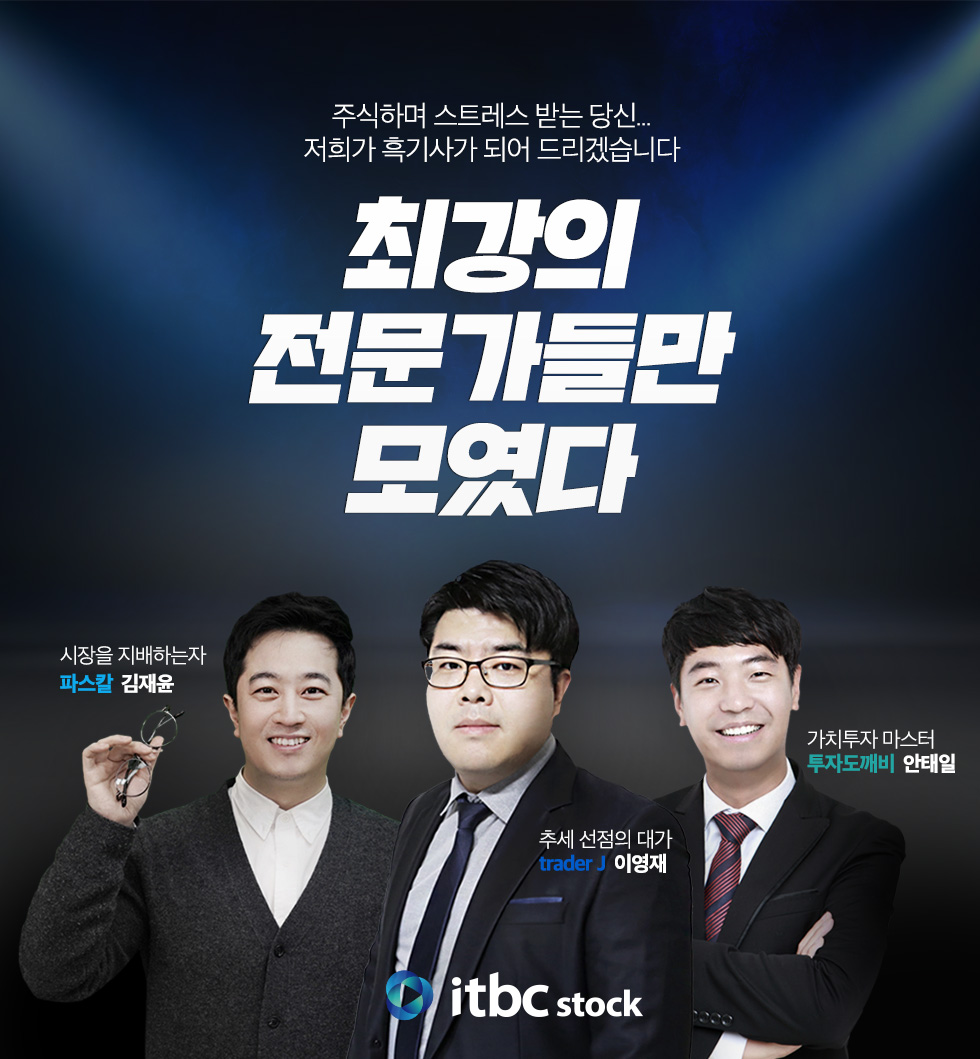 주식하며 스트레스 받는 당신...
저희가 흑기사가 되어 드리겠습니다
최강의
전문가들만
모였다
시장을 지배하는자
파스칼 김재윤
가치투자 마스터
투자도깨비 안태일
추세 선점의 대가
trader J 이영재
itbc stock